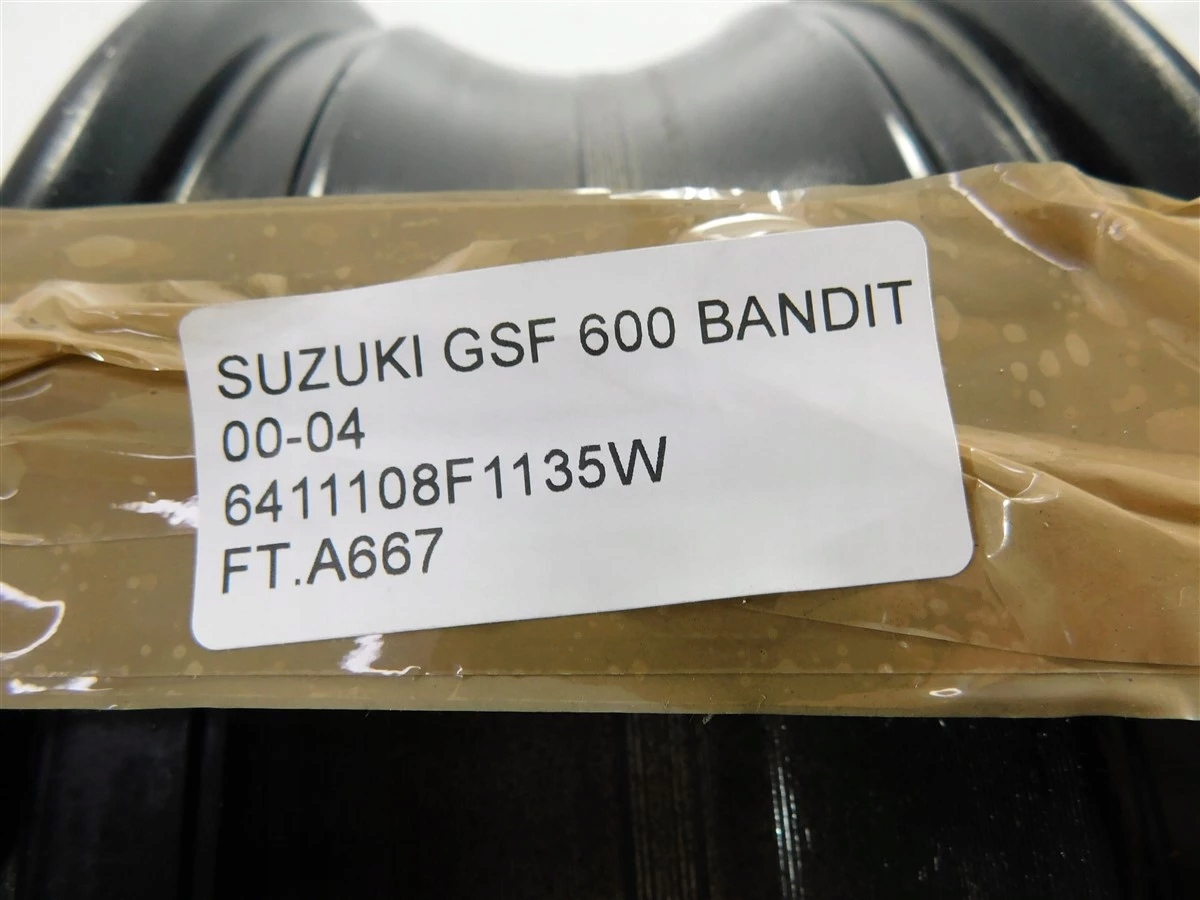 SUZUKI GSF 600 BANDIT
00-04
6411108F1135W
FT.A667